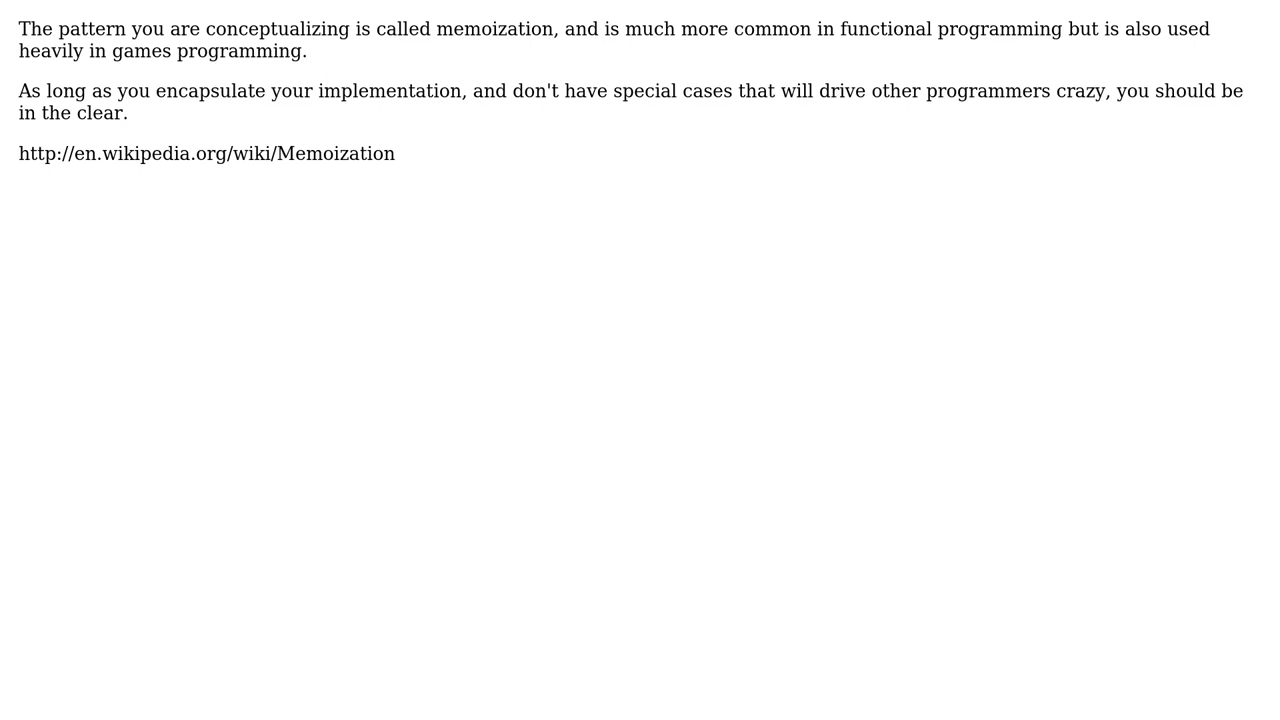 The pattern you are conceptualizing is called memoization, and is much more common in functional programming but is also used
heavily in games programming.
As long as you encapsulate your implementation, and don't have special cases that will drive other programmers crazy, you should be
in the clear.
http://en.wikipedia.org/wiki/Memoization